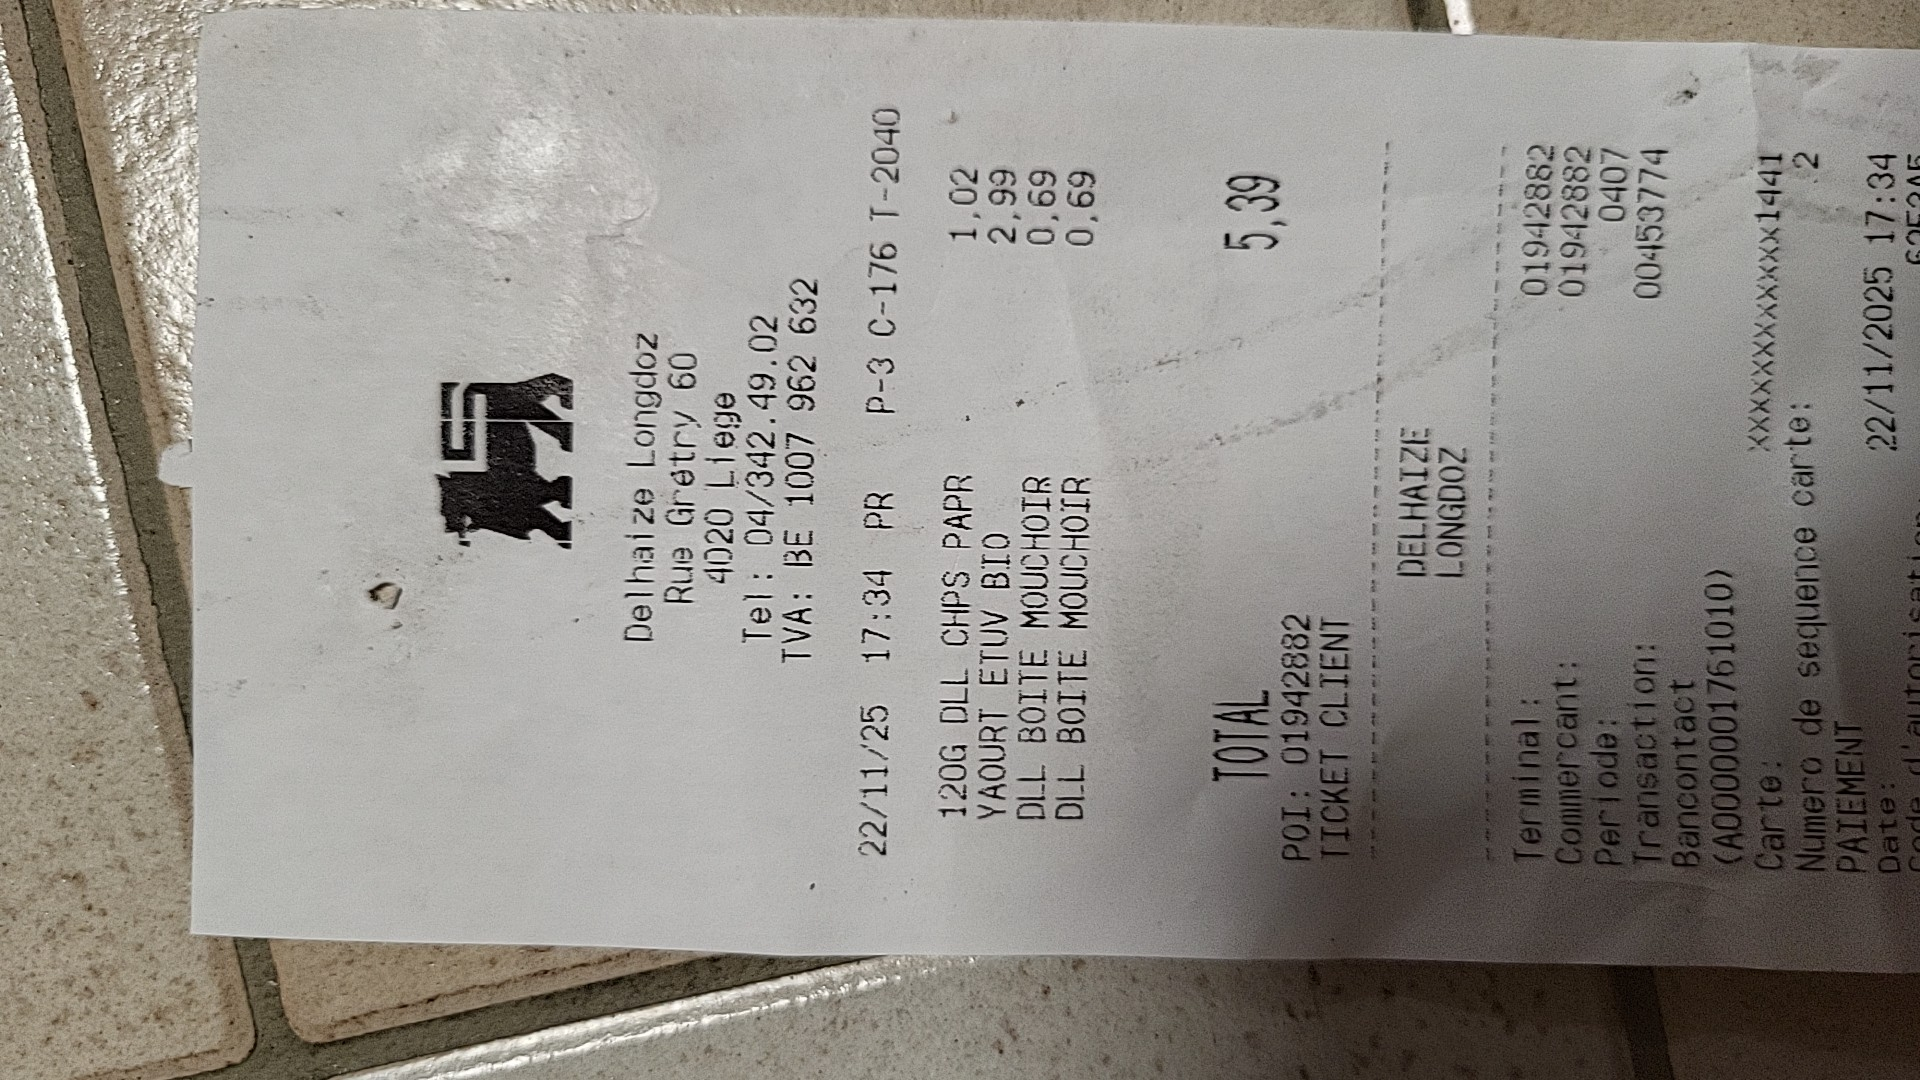 Delhaize Longdoz
Rue Grétry 60
4020 Liege
Tel : 04/342.49.02
TVA: BE 1007 962 632
22/11/25 17:34 PR P-3 C-176 T-2040
120G DLL CHPS PAPR 1,02
YAOURT ETUV BIO 2,99
DLL BOITE MOUCHOIR 0,69
DLL BOITE MOUCHOIR 0,69
TOTAL 5,39
POI: 01942882
TICKET CLIENT
DELHAIZE
LONGDOZ
Terminal: 01942882
Commercant: 01942882
Periode: 0407
Transaction: 00453774
Bancontact
(A0000001761010)
Carte: xxxxxxxxxxxxx1441
Numero de sequence carte: 2
PAIEMENT
Date: 22/11/2025 17:34
Code d'autorisation